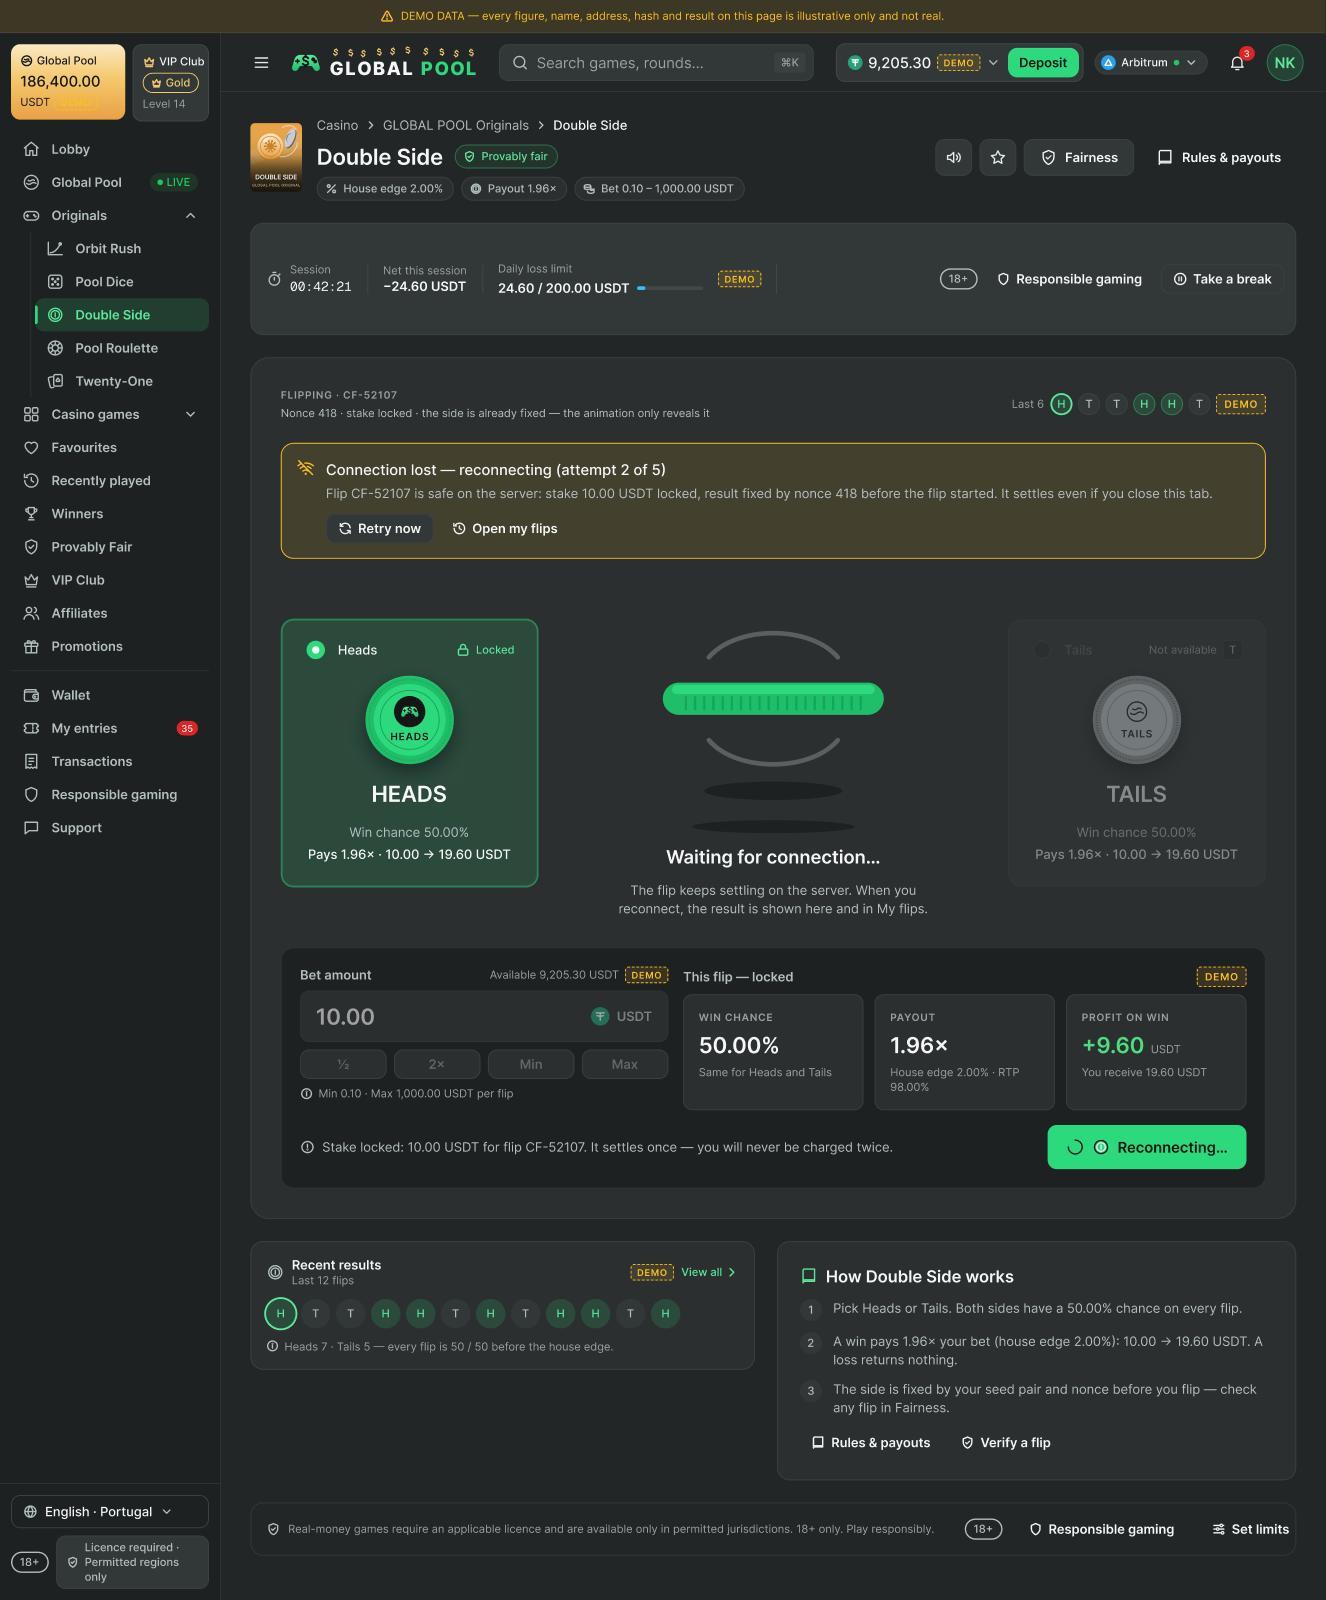 DEMO DATA — every figure, name, address, hash and result on this page is illustrative only and not real.
Global Pool
186,400.00
USDT
VIP Club
Gold
Level 14
GLOBAL POOL
Search games, rounds...
⌘K
9,205.30 DEMO
Deposit
Arbitrum
3
NK
Lobby
Global Pool LIVE
Originals
Orbit Rush
Pool Dice
Double Side
Pool Roulette
Twenty-One
Casino games
Favourites
Recently played
Winners
Provably Fair
VIP Club
Affiliates
Promotions
Wallet
My entries 35
Transactions
Responsible gaming
Support
English · Portugal
18+
Licence required ·
Permitted regions
only
DOUBLE SIDE
GLOBAL POOL ORIGINAL
Casino > GLOBAL POOL Originals > Double Side
Double Side Provably fair
House edge 2.00% Payout 1.96× Bet 0.10 – 1,000.00 USDT
Fairness
Rules & payouts
Session
00:42:21
Net this session
−24.60 USDT
Daily loss limit
24.60 / 200.00 USDT
DEMO
18+
Responsible gaming
Take a break
FLIPPING · CF-52107
Nonce 418 · stake locked · the side is already fixed — the animation only reveals it
Last 6 H T T H H T DEMO
Connection lost — reconnecting (attempt 2 of 5)
Flip CF-52107 is safe on the server: stake 10.00 USDT locked, result fixed by nonce 418 before the flip started. It settles even if you close this tab.
Retry now Open my flips
Heads Locked
HEADS
HEADS
Win chance 50.00%
Pays 1.96× · 10.00 → 19.60 USDT
Waiting for connection...
The flip keeps settling on the server. When you
reconnect, the result is shown here and in My flips.
Tails Not available T
TAILS
TAILS
Win chance 50.00%
Pays 1.96× · 10.00 → 19.60 USDT
Bet amount Available 9,205.30 USDT DEMO
10.00 USDT
½ 2× Min Max
Min 0.10 · Max 1,000.00 USDT per flip
This flip — locked DEMO
WIN CHANCE
50.00%
Same for Heads and Tails
PAYOUT
1.96×
House edge 2.00% · RTP
98.00%
PROFIT ON WIN
+9.60 USDT
You receive 19.60 USDT
Stake locked: 10.00 USDT for flip CF-52107. It settles once — you will never be charged twice.
Reconnecting...
Recent results
Last 12 flips
DEMO View all >
H T T H H T H T H H T H
Heads 7 · Tails 5 — every flip is 50 / 50 before the house edge.
How Double Side works
1 Pick Heads or Tails. Both sides have a 50.00% chance on every flip.
2 A win pays 1.96× your bet (house edge 2.00%): 10.00 → 19.60 USDT. A
loss returns nothing.
3 The side is fixed by your seed pair and nonce before you flip — check
any flip in Fairness.
Rules & payouts Verify a flip
Real-money games require an applicable licence and are available only in permitted jurisdictions. 18+ only. Play responsibly.
18+
Responsible gaming
Set limits